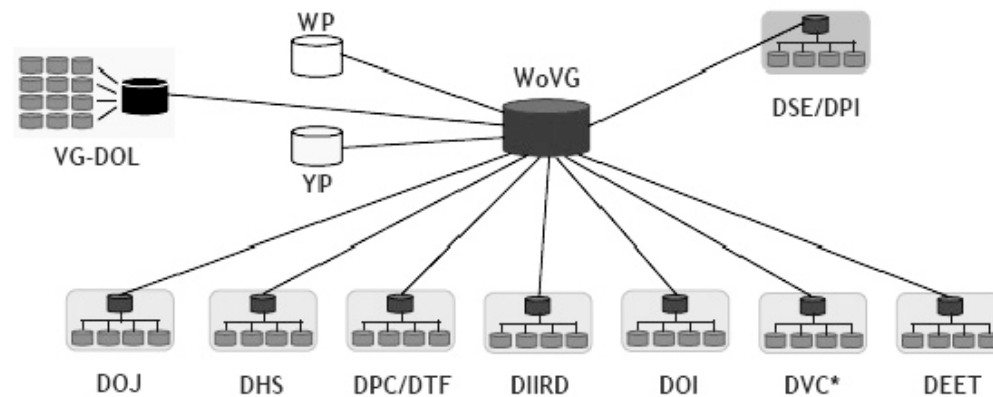 WP
WoVG
DSE/DPI
VG-DOL
YP
DOJ
DHS
DPC/DTF
DIIRD
DOI
DVC*
DEET